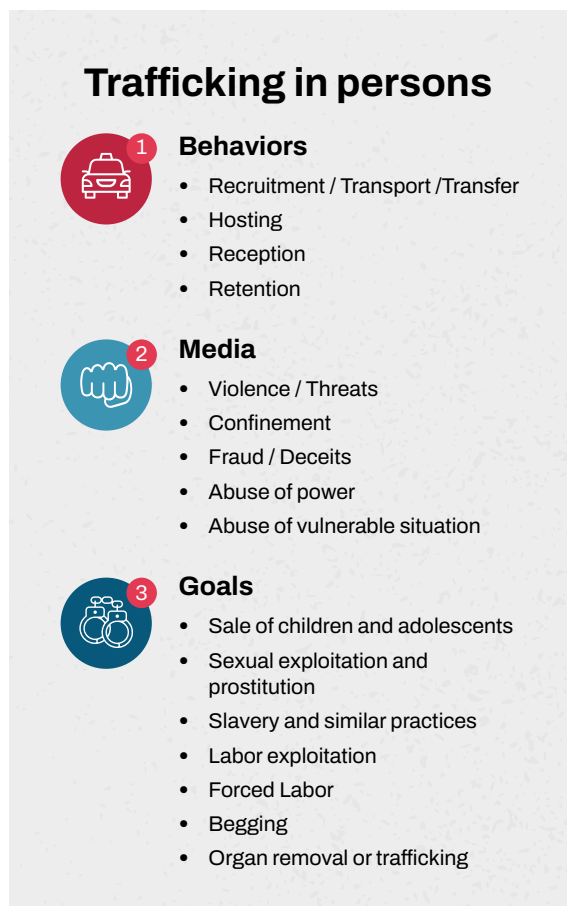 Trafficking in persons
1
Behaviors
• Recruitment / Transport /Transfer
• Hosting
• Reception
• Retention
2
Media
• Violence / Threats
• Confinement
• Fraud / Deceits
• Abuse of power
• Abuse of vulnerable situation
3
Goals
• Sale of children and adolescents
• Sexual exploitation and
prostitution
• Slavery and similar practices
• Labor exploitation
• Forced Labor
• Begging
• Organ removal or trafficking